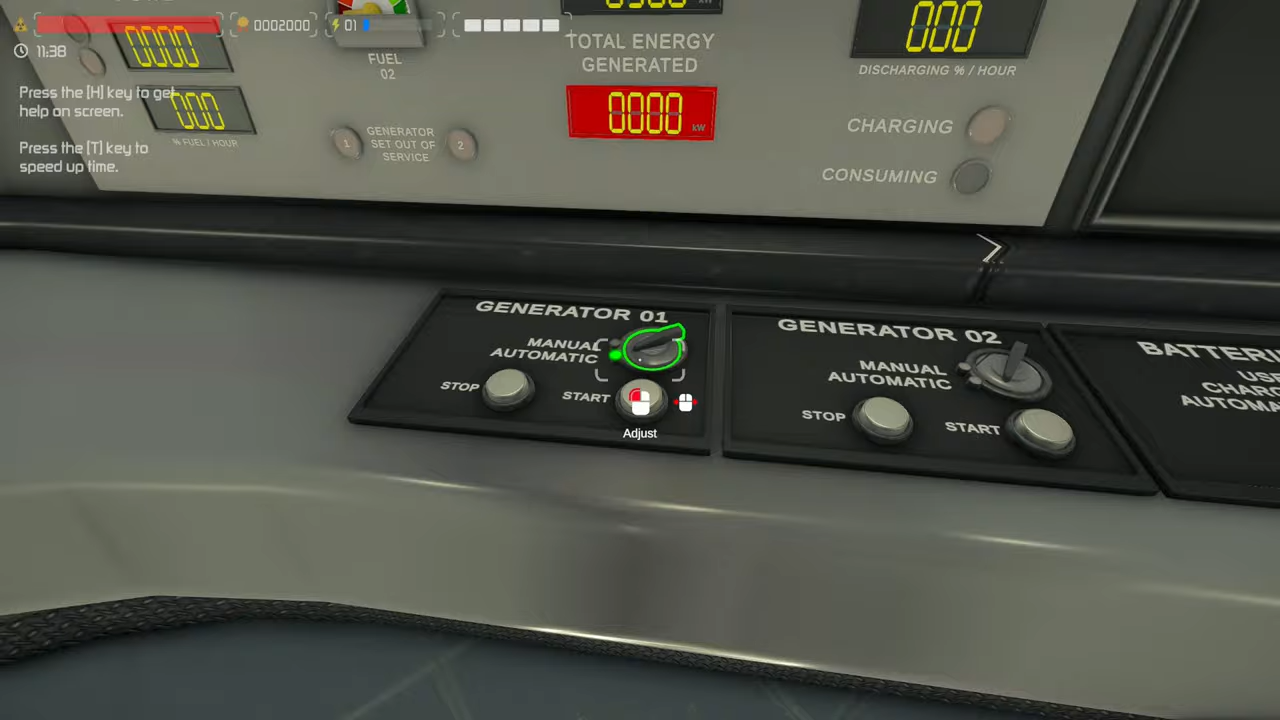 0002000
01
11:38
Press the [H] key to get
help on screen.
Press the [T] key to
speed up time.
0000
000
% FUEL / HOUR
FUEL
02
GENERATOR
SET OUT OF
SERVICE
1
2
kW
TOTAL ENERGY
GENERATED
0000 kW
000
DISCHARGING % / HOUR
CHARGING
CONSUMING
GENERATOR 01
MANUAL
AUTOMATIC
STOP
START
Adjust
GENERATOR 02
MANUAL
AUTOMATIC
STOP
START